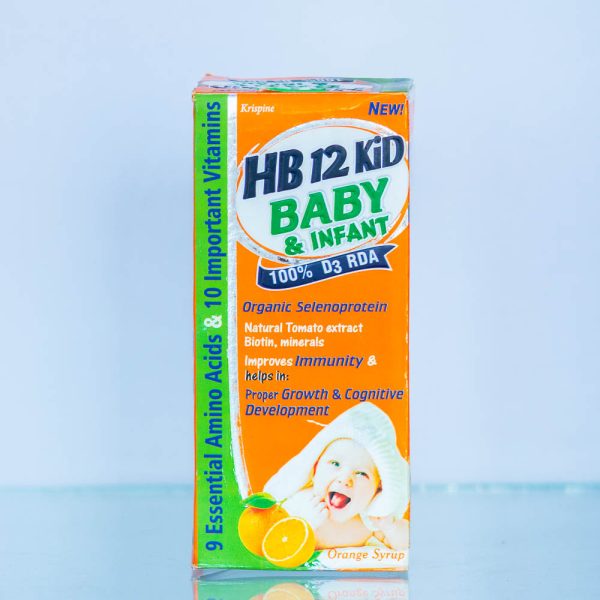 Krispine
NEW!
HB 12 KiD
BABY
& INFANT
100% D3 RDA
Organic Selenoprotein
Natural Tomato extract
Biotin, minerals
Improves Immunity &
helps in:
Proper Growth & Cognitive
Development
Orange Syrup
9 Essential Amino Acids & 10 Important Vitamins